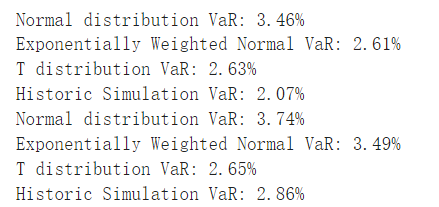 Normal distribution VaR: 3.46%
Exponentially Weighted Normal VaR: 2.61%
T distribution VaR: 2.63%
Historic Simulation VaR: 2.07%
Normal distribution VaR: 3.74%
Exponentially Weighted Normal VaR: 3.49%
T distribution VaR: 2.65%
Historic Simulation VaR: 2.86%